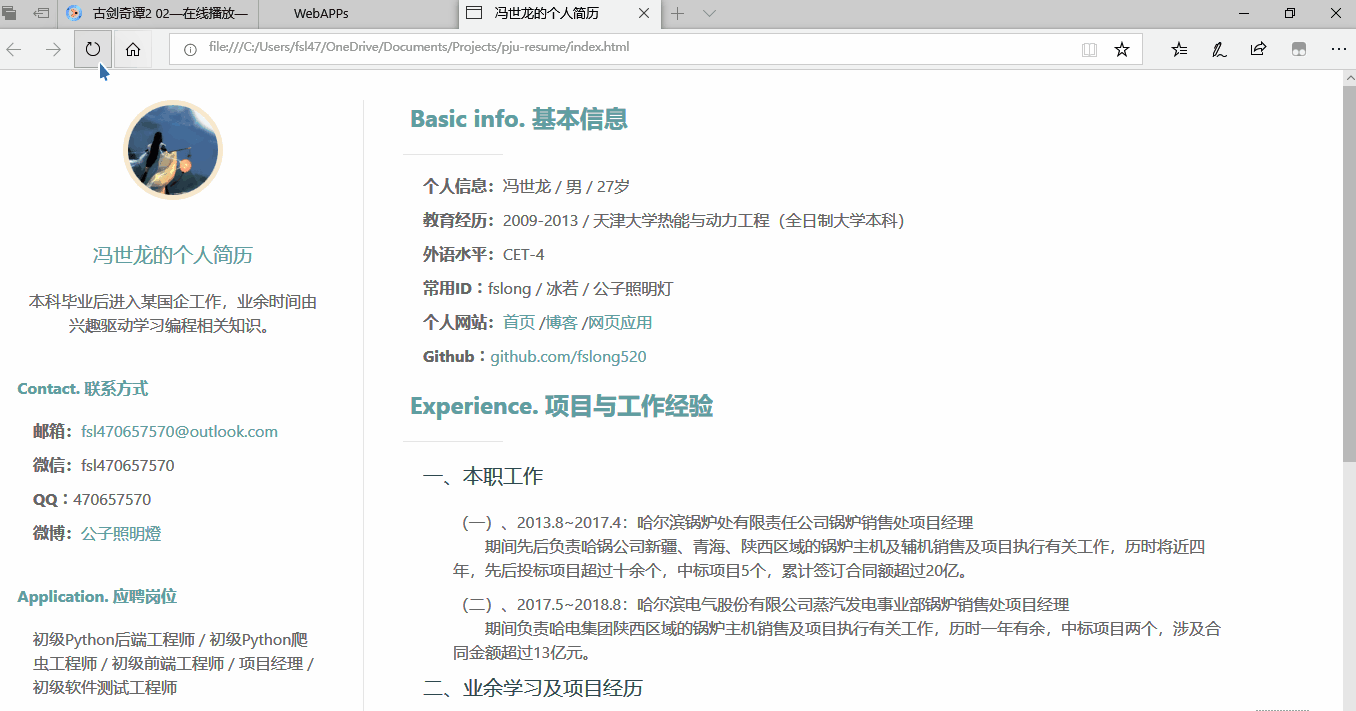 古剑奇谭2 02—在线播放—
WebAPPs
冯世龙的个人简历
file:///C:/Users/fsl47/OneDrive/Documents/Projects/pju-resume/index.html
冯世龙的个人简历
本科毕业后进入某国企工作，业余时间由
兴趣驱动学习编程相关知识。
Contact. 联系方式
邮箱：fsl470657570@outlook.com
微信：fsl470657570
QQ：470657570
微博：公子照明燈
Application. 应聘岗位
初级Python后端工程师 / 初级Python爬
虫工程师 / 初级前端工程师 / 项目经理 /
初级软件测试工程师
Basic info. 基本信息
个人信息：冯世龙 / 男 / 27岁
教育经历：2009-2013 / 天津大学热能与动力工程（全日制大学本科）
外语水平：CET-4
常用ID：fslong / 冰若 / 公子照明灯
个人网站：首页 /博客 /网页应用
Github：github.com/fslong520
Experience. 项目与工作经验
一、本职工作
（一）、2013.8~2017.4：哈尔滨锅炉处有限责任公司锅炉销售处项目经理
期间先后负责哈锅公司新疆、青海、陕西区域的锅炉主机及辅机销售及项目执行有关工作，历时将近四
年，先后投标项目超过十余个，中标项目5个，累计签订合同额超过20亿。
（二）、2017.5~2018.8：哈尔滨电气股份有限公司蒸汽发电事业部锅炉销售处项目经理
期间负责哈电集团陕西区域的锅炉主机销售及项目执行有关工作，历时一年有余，中标项目两个，涉及合
同金额超过13亿元。
二、业余学习及项目经历